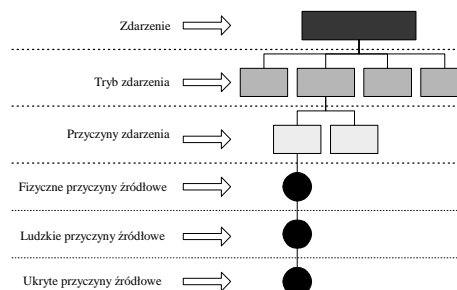 Zdarzenie
Tryb zdarzenia
Przyczyny zdarzenia
Fizyczne przyczyny źródłowe
Ludzkie przyczyny źródłowe
Ukryte przyczyny źródłowe